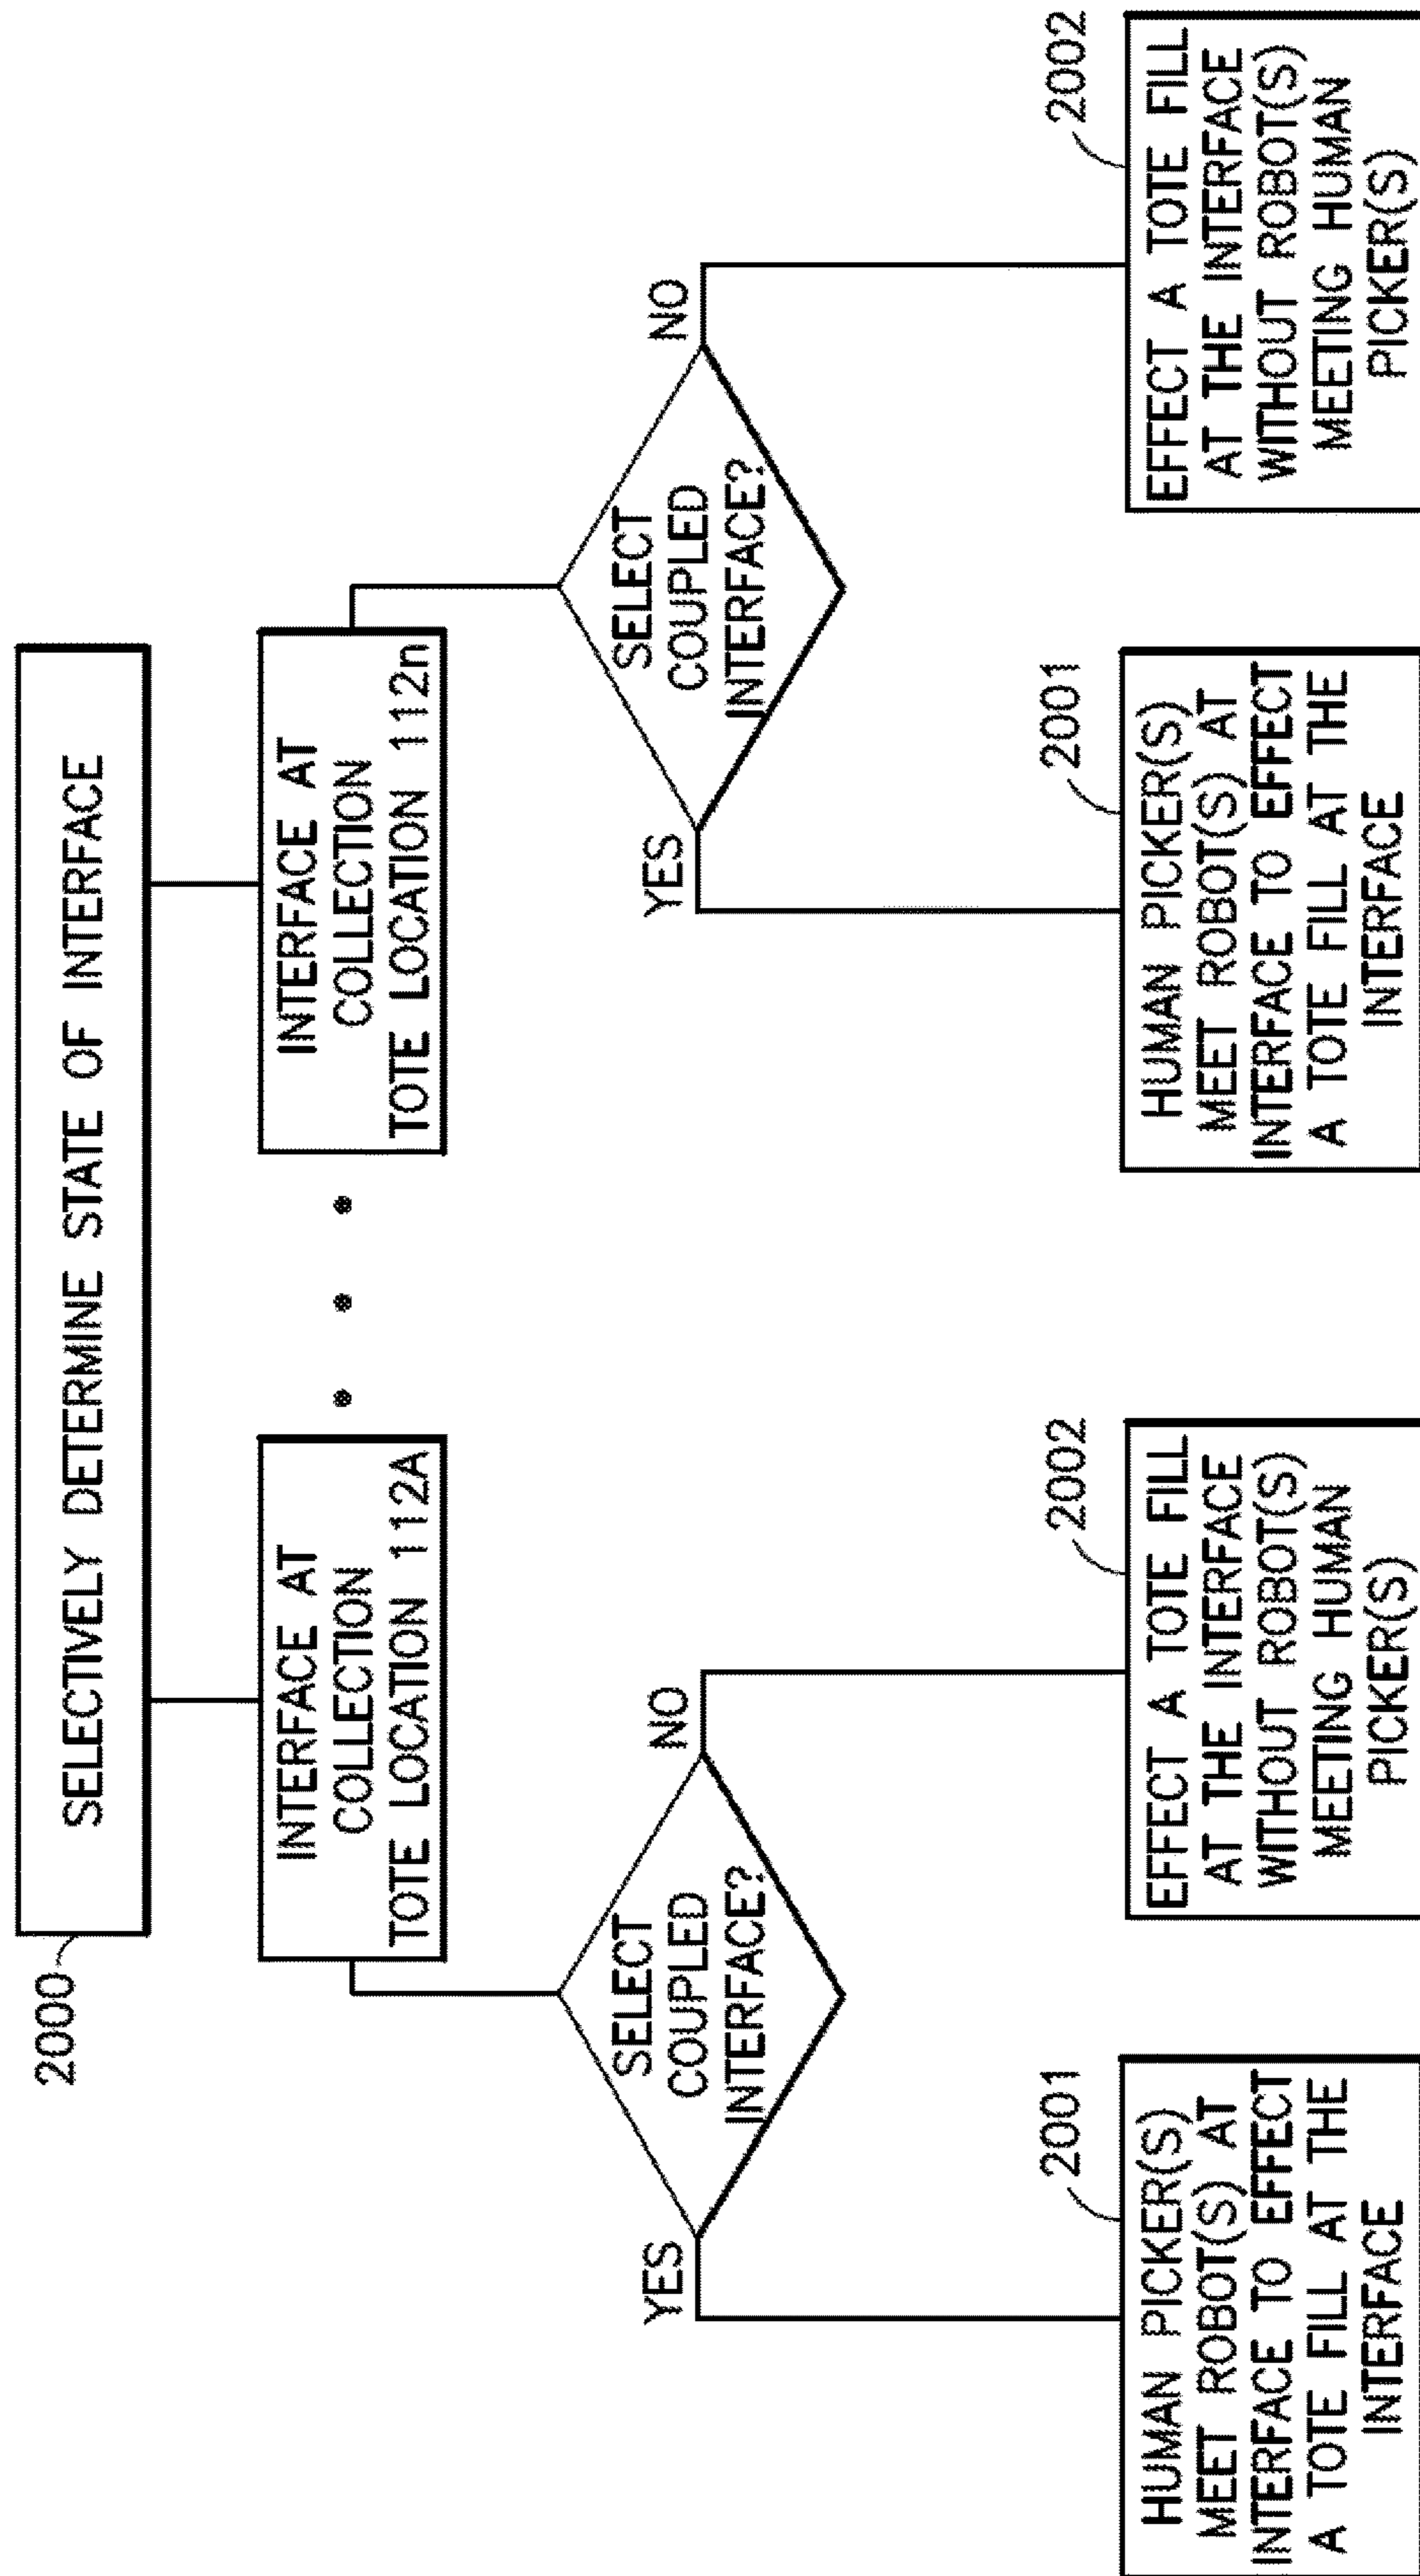 2000
SELECTIVELY DETERMINE STATE OF INTERFACE
INTERFACE AT
COLLECTION
TOTE LOCATION 112A
INTERFACE AT
COLLECTION
TOTE LOCATION 112n
SELECT
COUPLED
INTERFACE?
YES
NO
SELECT
COUPLED
INTERFACE?
YES
NO
2001
HUMAN PICKER(S)
MEET ROBOT(S) AT
INTERFACE TO EFFECT
A TOTE FILL AT THE
INTERFACE
2002
EFFECT A TOTE FILL
AT THE INTERFACE
WITHOUT ROBOT(S)
MEETING HUMAN
PICKER(S)
2001
HUMAN PICKER(S)
MEET ROBOT(S) AT
INTERFACE TO EFFECT
A TOTE FILL AT THE
INTERFACE
2002
EFFECT A TOTE FILL
AT THE INTERFACE
WITHOUT ROBOT(S)
MEETING HUMAN
PICKER(S)